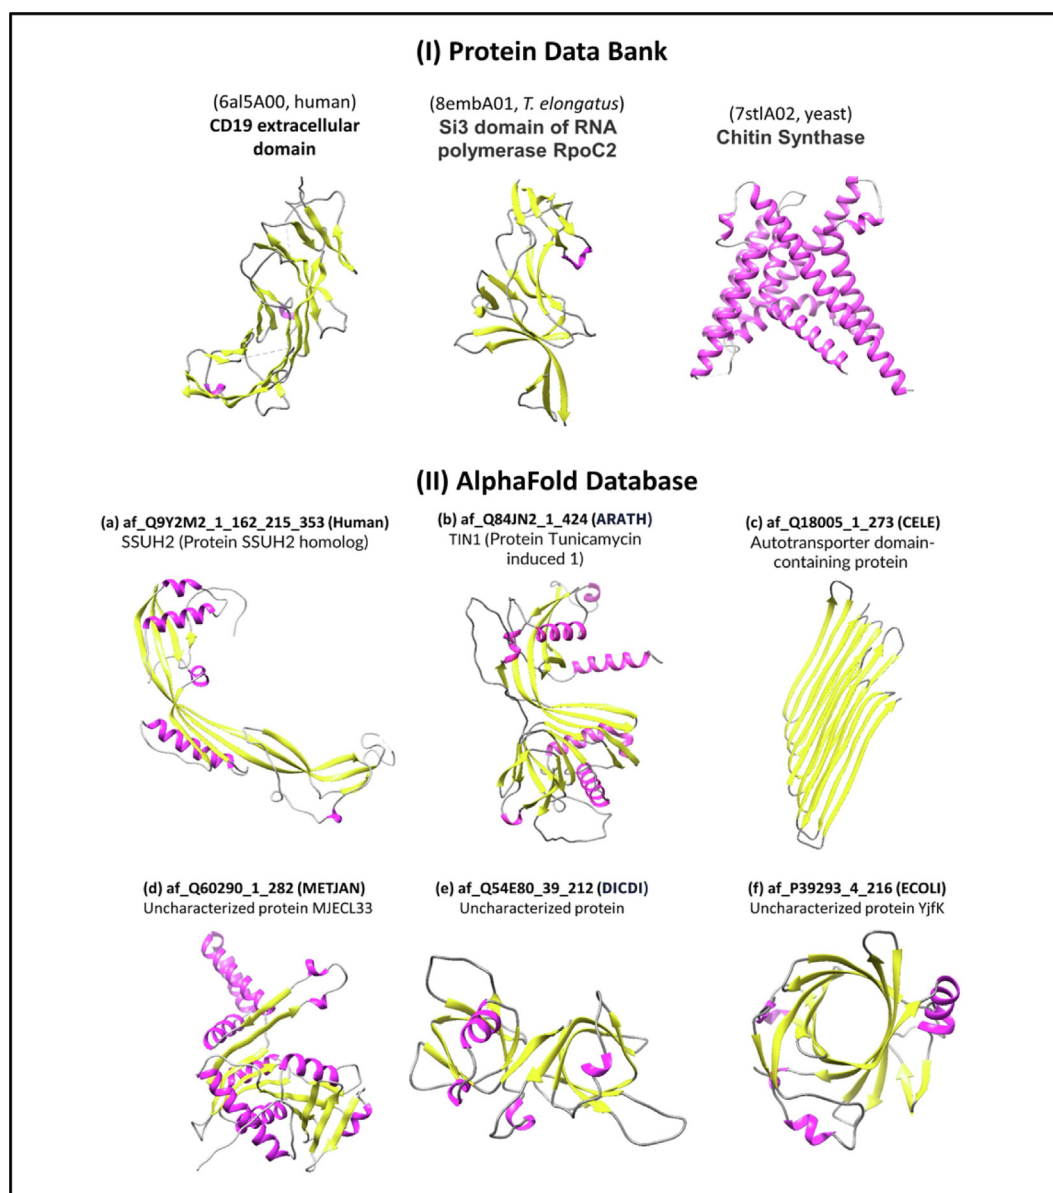 (I) Protein Data Bank
(6al5A00, human)
CD19 extracellular
domain
(8embA01, T. elongatus)
Si3 domain of RNA
polymerase RpoC2
(7stlA02, yeast)
Chitin Synthase
(II) AlphaFold Database
(a) af_Q9Y2M2_1_162_215_353 (Human)
SSUH2 (Protein SSUH2 homolog)
(b) af_Q84JN2_1_424 (ARATH)
TIN1 (Protein Tunicamycin
induced 1)
(c) af_Q18005_1_273 (CELE)
Autotransporter domain-
containing protein
(d) af_Q60290_1_282 (METJAN)
Uncharacterized protein MJECL33
(e) af_Q54E80_39_212 (DICDI)
Uncharacterized protein
(f) af_P39293_4_216 (ECOLI)
Uncharacterized protein YjfK